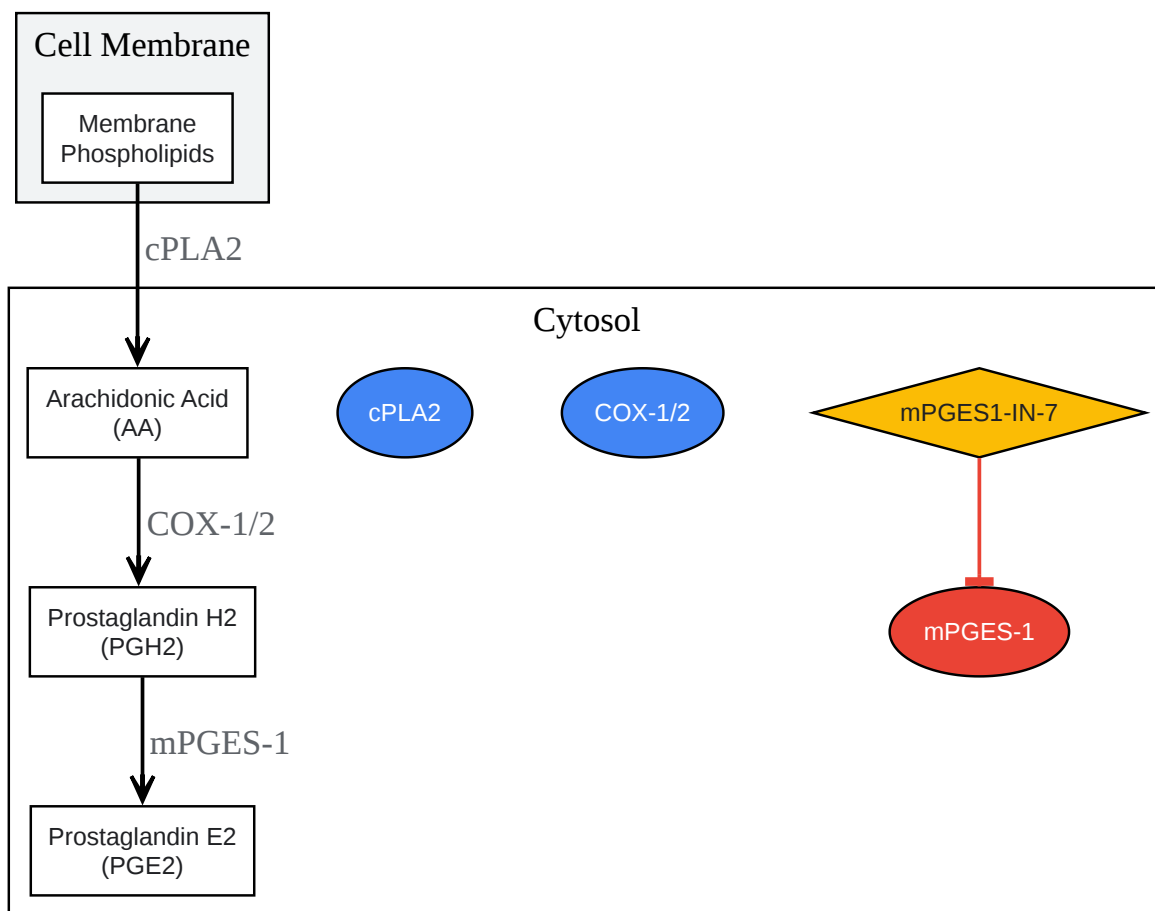 Cell Membrane
Membrane
Phospholipids
cPLA2
Cytosol
Arachidonic Acid
(AA)
cPLA2
COX-1/2
mPGES1-IN-7
COX-1/2
Prostaglandin H2
(PGH2)
mPGES-1
mPGES-1
Prostaglandin E2
(PGE2)